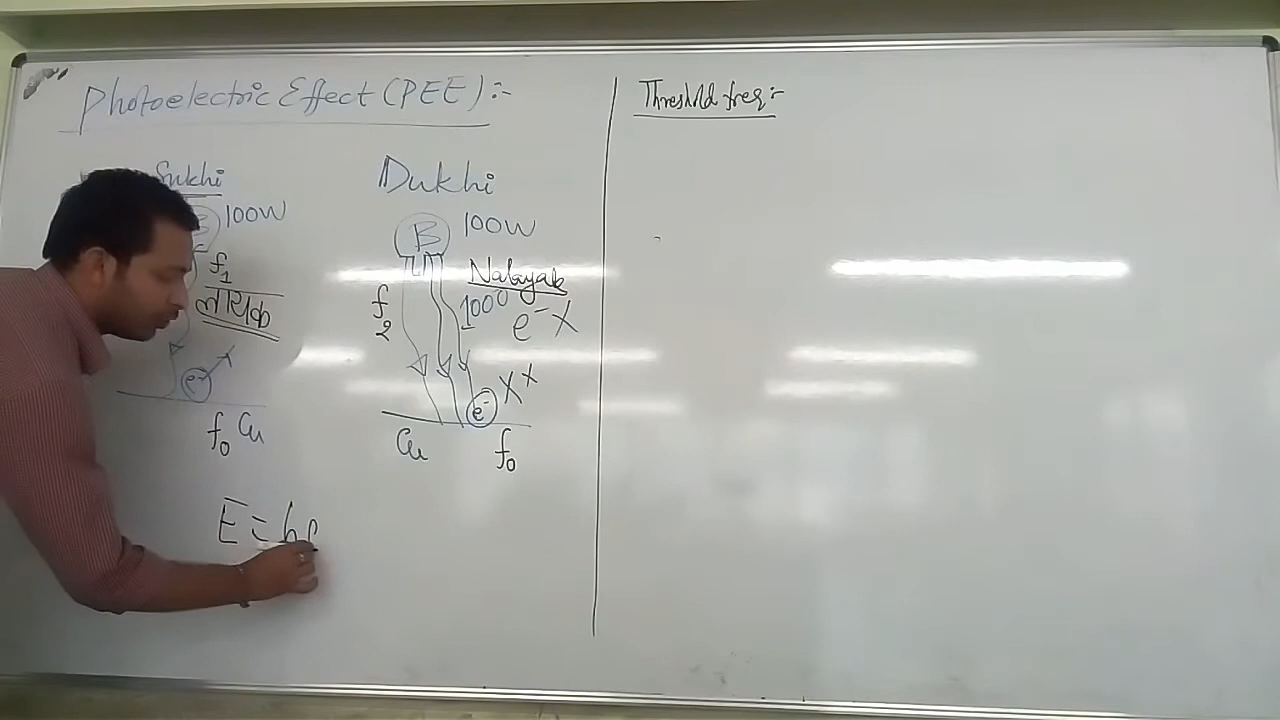 Photoelectric Effect (PEE) :-
Sukhi
B 100W
f1
लायक
e-
f0 Cu
E = hf
Dukhi
B 100W
Nalayak
f2
1000
e- X
e- X X
Cu f0
Threshold freq :-